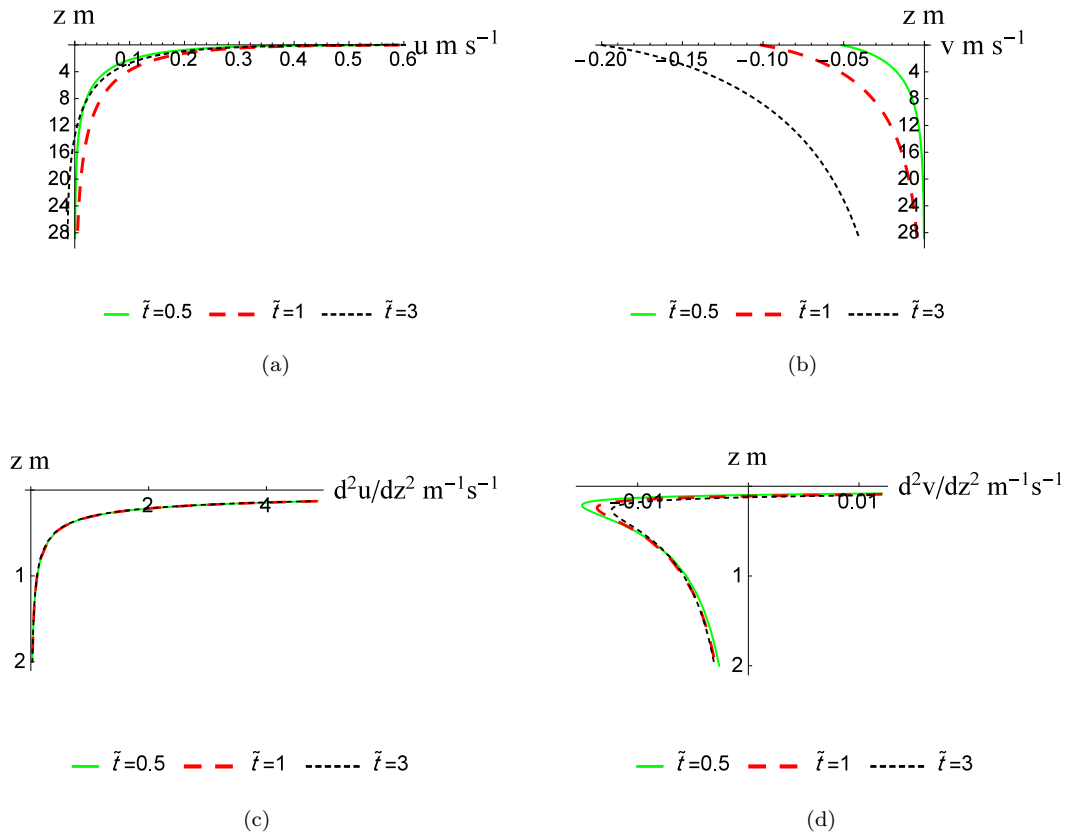 z m
u m s⁻¹
0.1 0.2 0.3 0.4 0.5 0.6
4
8
12
16
20
24
28
t̃=0.5 t̃=1 t̃=3
(a)
z m
v m s⁻¹
−0.20 −0.15 −0.10 −0.05
4
8
12
16
20
24
28
t̃=0.5 t̃=1 t̃=3
(b)
z m
d²u/dz² m⁻¹s⁻¹
2 4
1
2
t̃=0.5 t̃=1 t̃=3
(c)
z m
d²v/dz² m⁻¹s⁻¹
−0.01 0.01
1
2
t̃=0.5 t̃=1 t̃=3
(d)